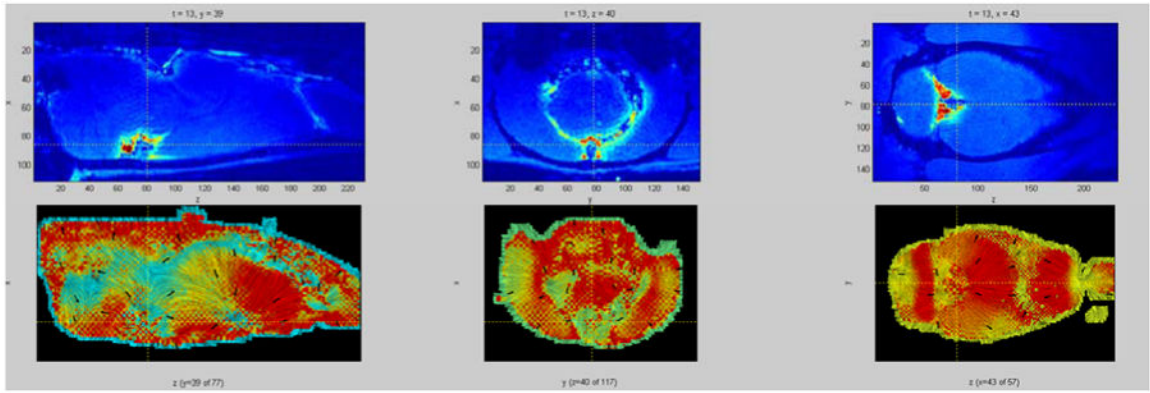 t = 13, y = 39
t = 13, z = 40
t = 13, x = 43
x
20
40
60
80
100
20 40 60 80 100 120 140 160 180 200 220
z
x
20
40
60
80
100
20 40 60 80 100 120 140
y
y
20
40
60
80
100
120
140
50 100 150 200
z
x
z (y=39 of 77)
x
y (z=40 of 117)
y
z (x=43 of 57)